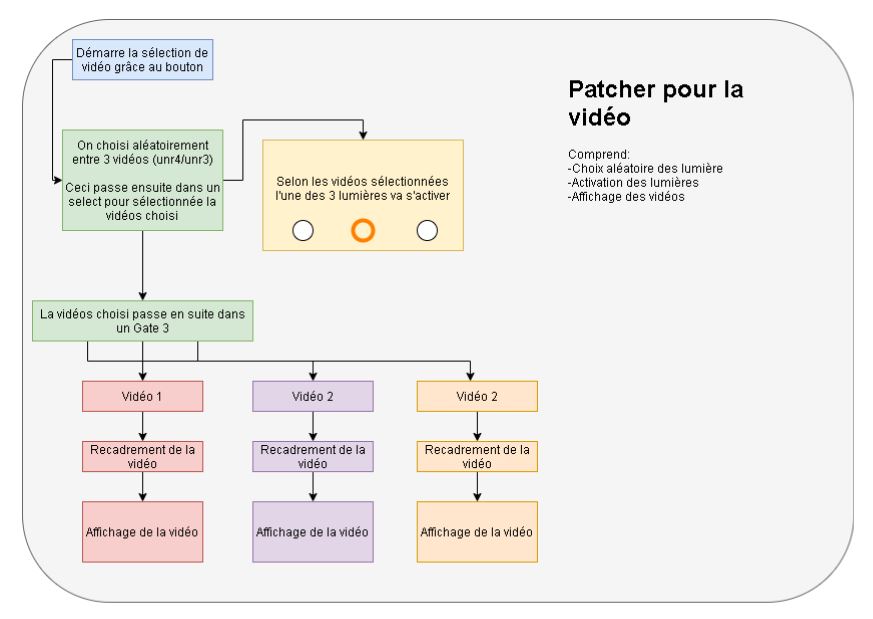 Démarre la sélection de
vidéo grâce au bouton
Patcher pour la
vidéo
Comprend:
-Choix aléatoire des lumière
-Activation des lumières
-Affichage des vidéos
On choisi aléatoirement
entre 3 vidéos (unr4/unr3)
Ceci passe ensuite dans un
select pour sélectionnée la
vidéos choisi
Selon les vidéos sélectionnées
l'une des 3 lumières va s'activer
La vidéos choisi passe en suite dans
un Gate 3
Vidéo 1
Vidéo 2
Vidéo 2
Recadrement de la
vidéo
Recadrement de la
vidéo
Recadrement de la
vidéo
Affichage de la vidéo
Affichage de la vidéo
Affichage de la vidéo